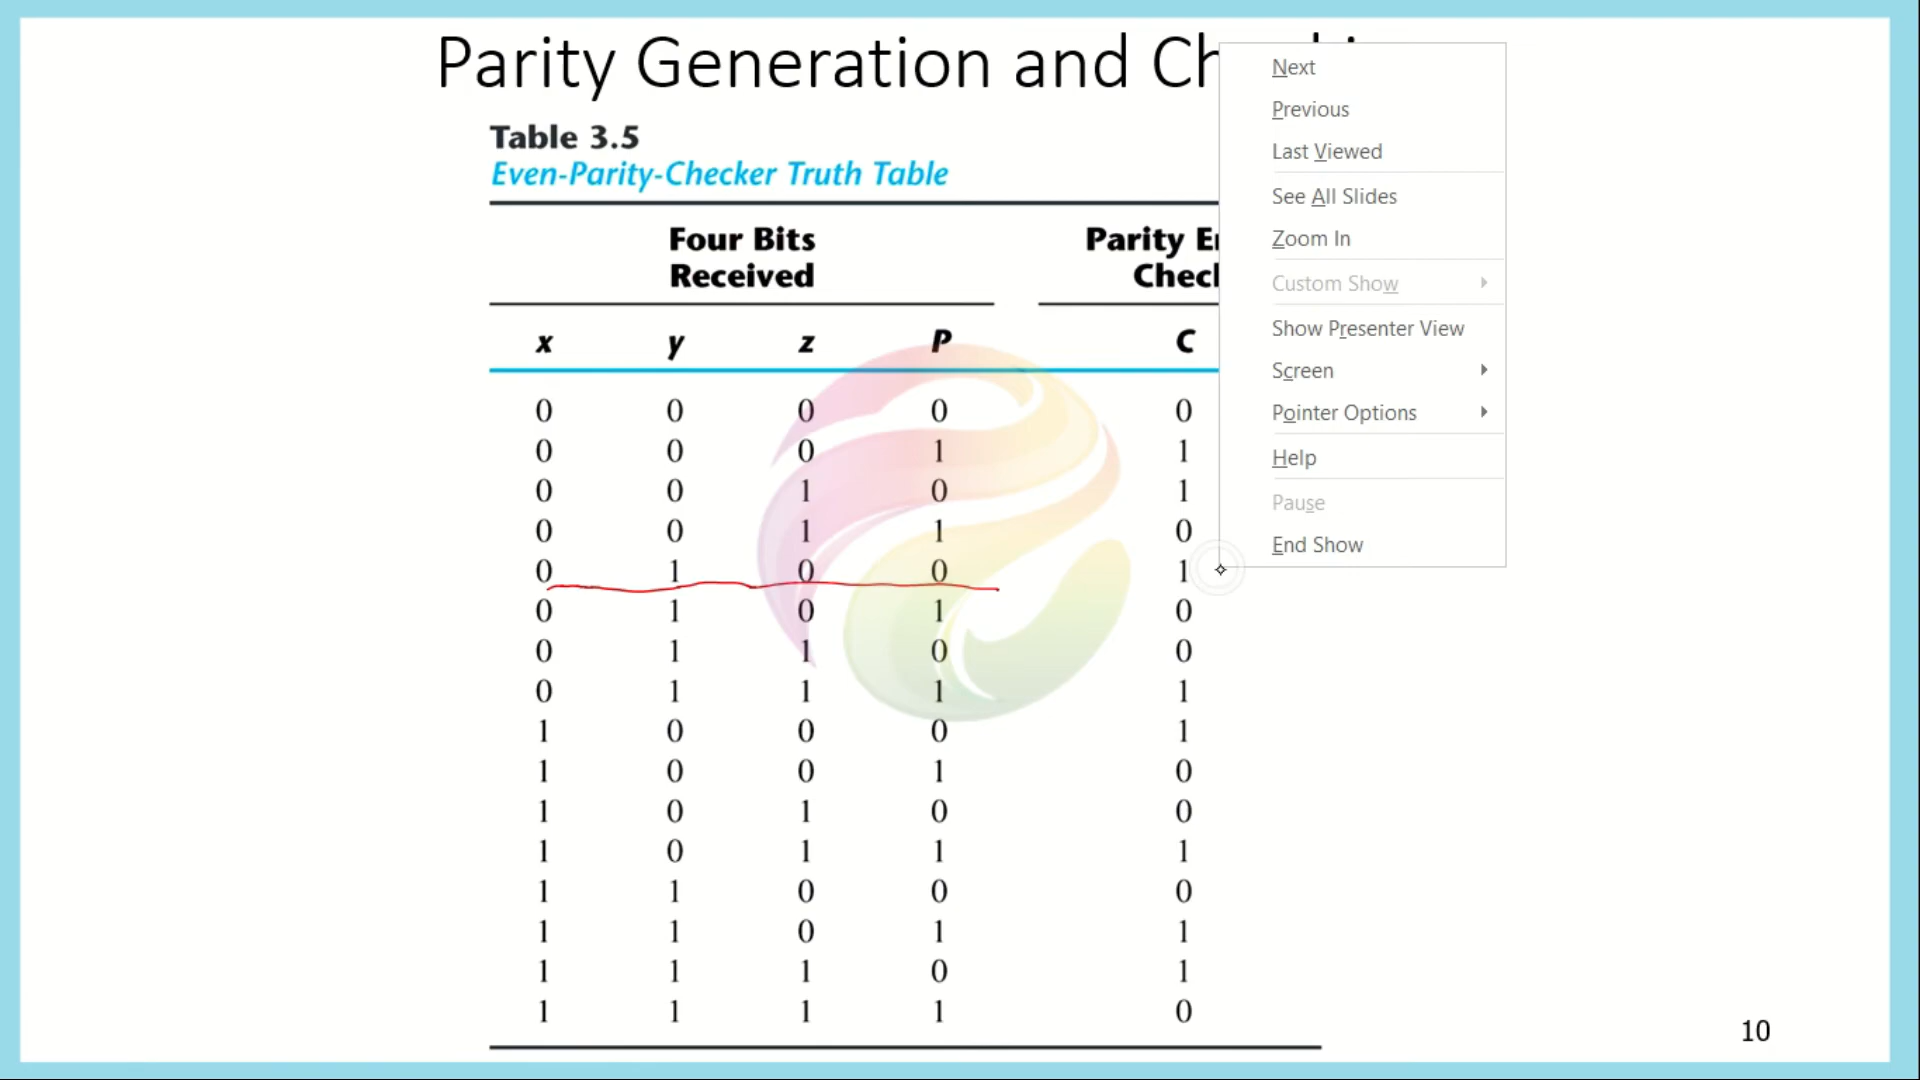 Parity Generation and Ch
Table 3.5
Even-Parity-Checker Truth Table
Four Bits
Received
Parity E
Chec
x y z P C
0 0 0 0 0
0 0 0 1 1
0 0 1 0 1
0 0 1 1 0
0 1 0 0 1
0 1 0 1 0
0 1 1 0 0
0 1 1 1 1
1 0 0 0 1
1 0 0 1 0
1 0 1 0 0
1 0 1 1 1
1 1 0 0 0
1 1 0 1 1
1 1 1 0 1
1 1 1 1 0
Next
Previous
Last Viewed
See All Slides
Zoom In
Custom Show
Show Presenter View
Screen
Pointer Options
Help
Pause
End Show
10